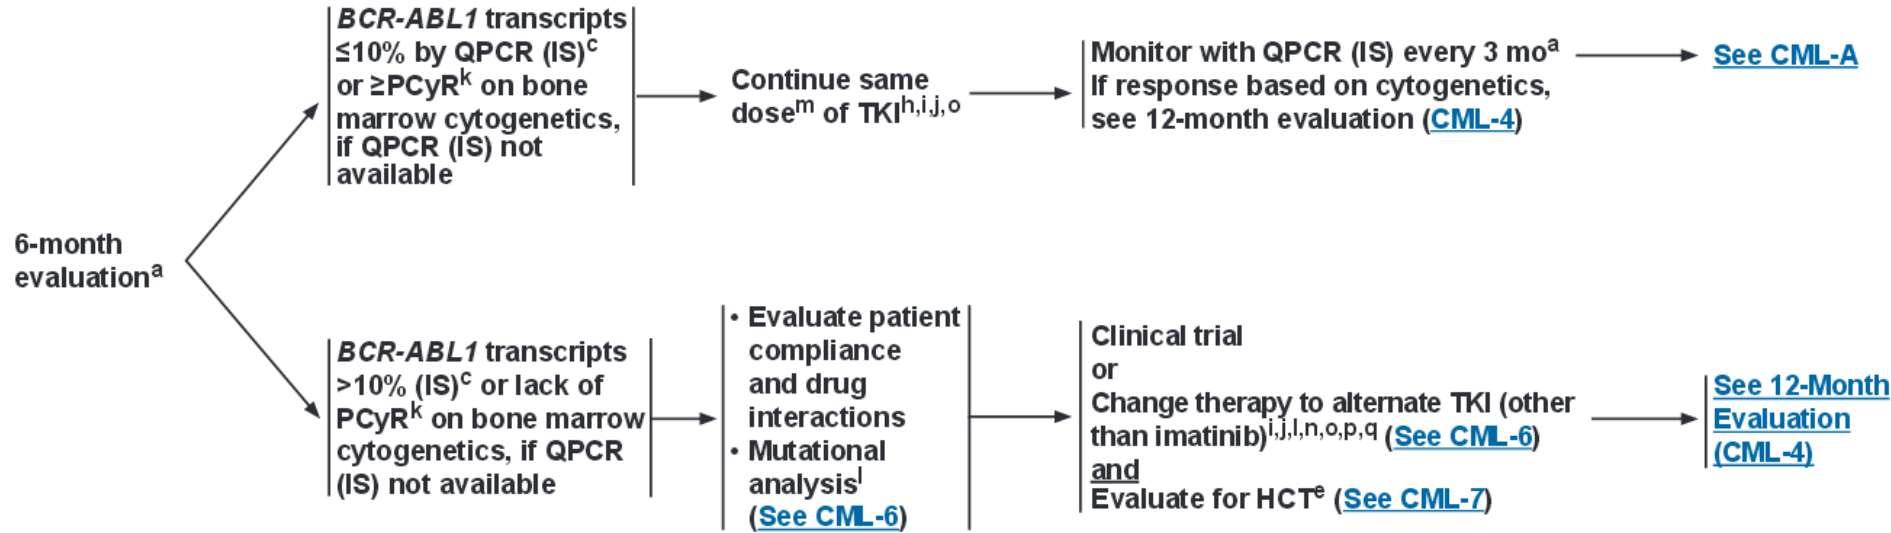 6-month
evaluationa
BCR-ABL1 transcripts
≤10% by QPCR (IS)c
or ≥PCyRk on bone
marrow cytogenetics,
if QPCR (IS) not
available
Continue same
dosem of TKIh,i,j,o
Monitor with QPCR (IS) every 3 moa
If response based on cytogenetics,
see 12-month evaluation (CML-4)
See CML-A
BCR-ABL1 transcripts
>10% (IS)c or lack of
PCyRk on bone marrow
cytogenetics, if QPCR
(IS) not available
• Evaluate patient
compliance
and drug
interactions
• Mutational
analysisl
(See CML-6)
Clinical trial
or
Change therapy to alternate TKI (other
than imatinib)i,j,l,n,o,p,q (See CML-6)
and
Evaluate for HCTe (See CML-7)
See 12-Month
Evaluation
(CML-4)